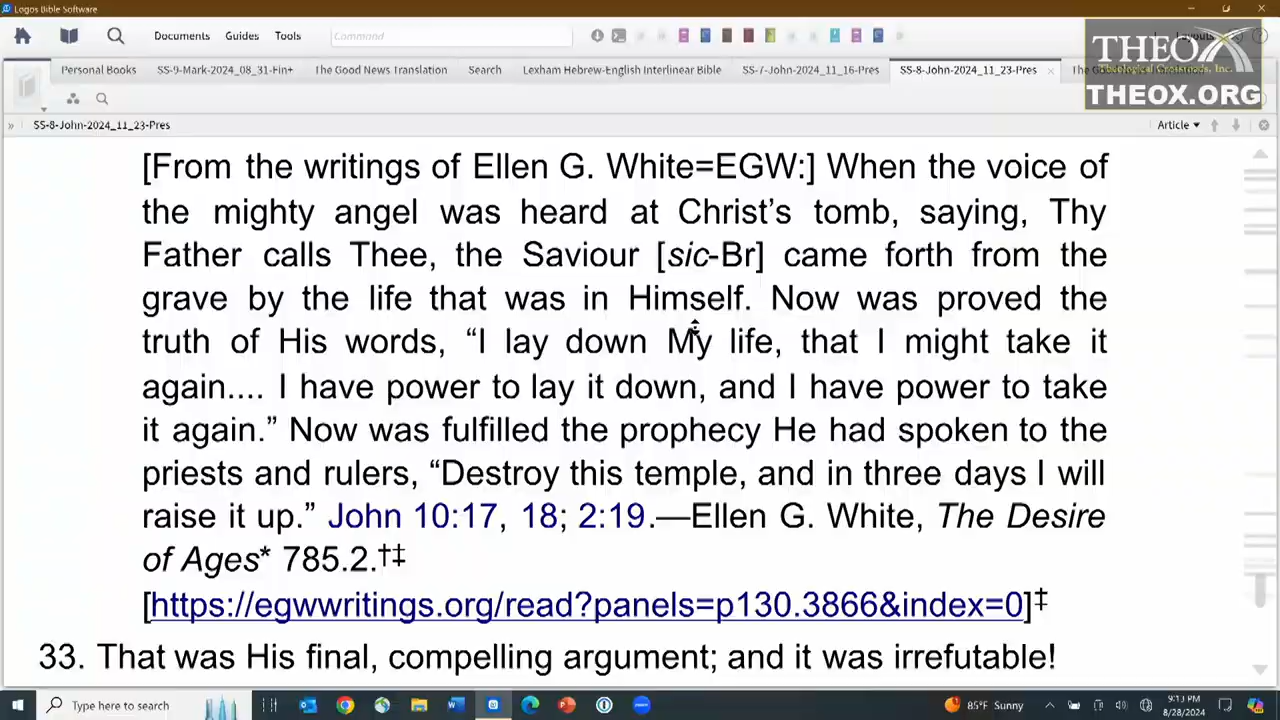 Logos Bible Software
Documents Guides Tools Command
THEOX
Theological Crossroads, Inc.
THEOX.ORG
Personal Books SS-9-Mark-2024_08_31-Fin+ The Good News Translation Search Lexham Hebrew-English Interlinear Bible SS-7-John-2024_11_16-Pres SS-8-John-2024_11_23-Pres
SS-8-John-2024_11_23-Pres Article
[From the writings of Ellen G. White=EGW:] When the voice of
the mighty angel was heard at Christ’s tomb, saying, Thy
Father calls Thee, the Saviour [sic-Br] came forth from the
grave by the life that was in Himself. Now was proved the
truth of His words, “I lay down My life, that I might take it
again.... I have power to lay it down, and I have power to take
it again.” Now was fulfilled the prophecy He had spoken to the
priests and rulers, “Destroy this temple, and in three days I will
raise it up.” John 10:17, 18; 2:19.—Ellen G. White, The Desire
of Ages* 785.2.†‡
[https://egwwritings.org/read?panels=p130.3866&index=0]‡
33. That was His final, compelling argument; and it was irrefutable!
Type here to search 85°F Sunny 9:13 PM
8/28/2024